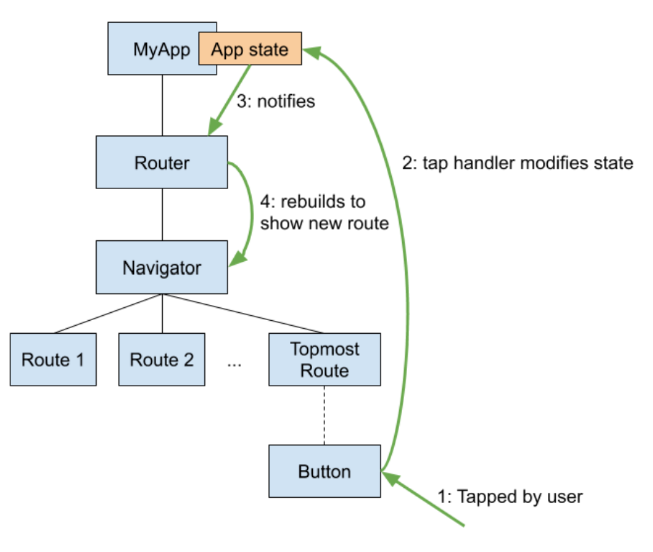 MyApp
App state
3: notifies
Router
2: tap handler modifies state
4: rebuilds to
show new route
Navigator
Route 1
Route 2
...
Topmost
Route
Button
1: Tapped by user